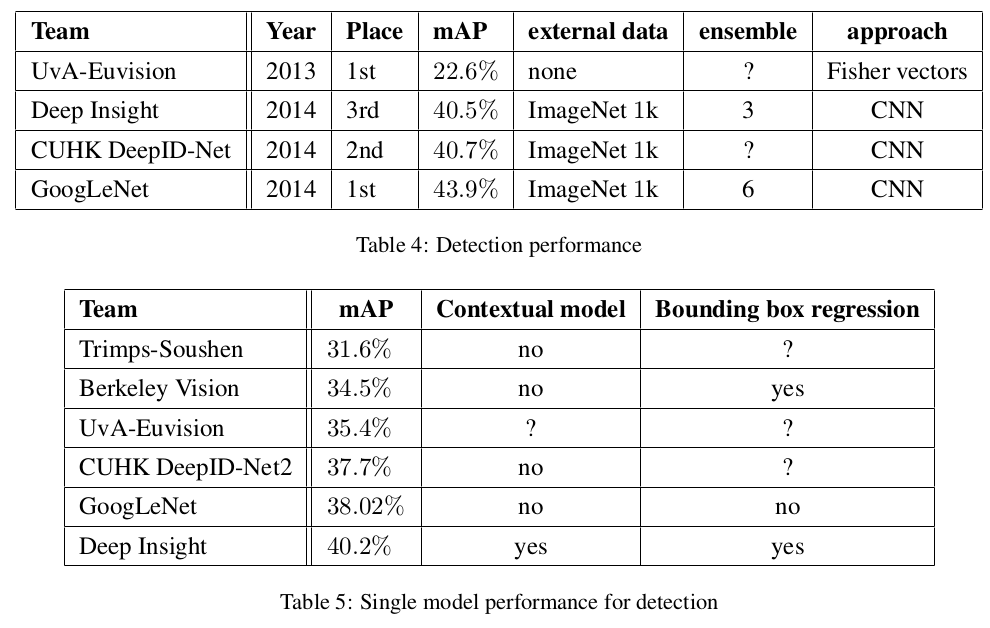 Team Year Place mAP external data ensemble approach
UvA-Euvision 2013 1st 22.6% none ? Fisher vectors
Deep Insight 2014 3rd 40.5% ImageNet 1k 3 CNN
CUHK DeepID-Net 2014 2nd 40.7% ImageNet 1k ? CNN
GoogLeNet 2014 1st 43.9% ImageNet 1k 6 CNN
Table 4: Detection performance
Team mAP Contextual model Bounding box regression
Trimps-Soushen 31.6% no ?
Berkeley Vision 34.5% no yes
UvA-Euvision 35.4% ? ?
CUHK DeepID-Net2 37.7% no ?
GoogLeNet 38.02% no no
Deep Insight 40.2% yes yes
Table 5: Single model performance for detection